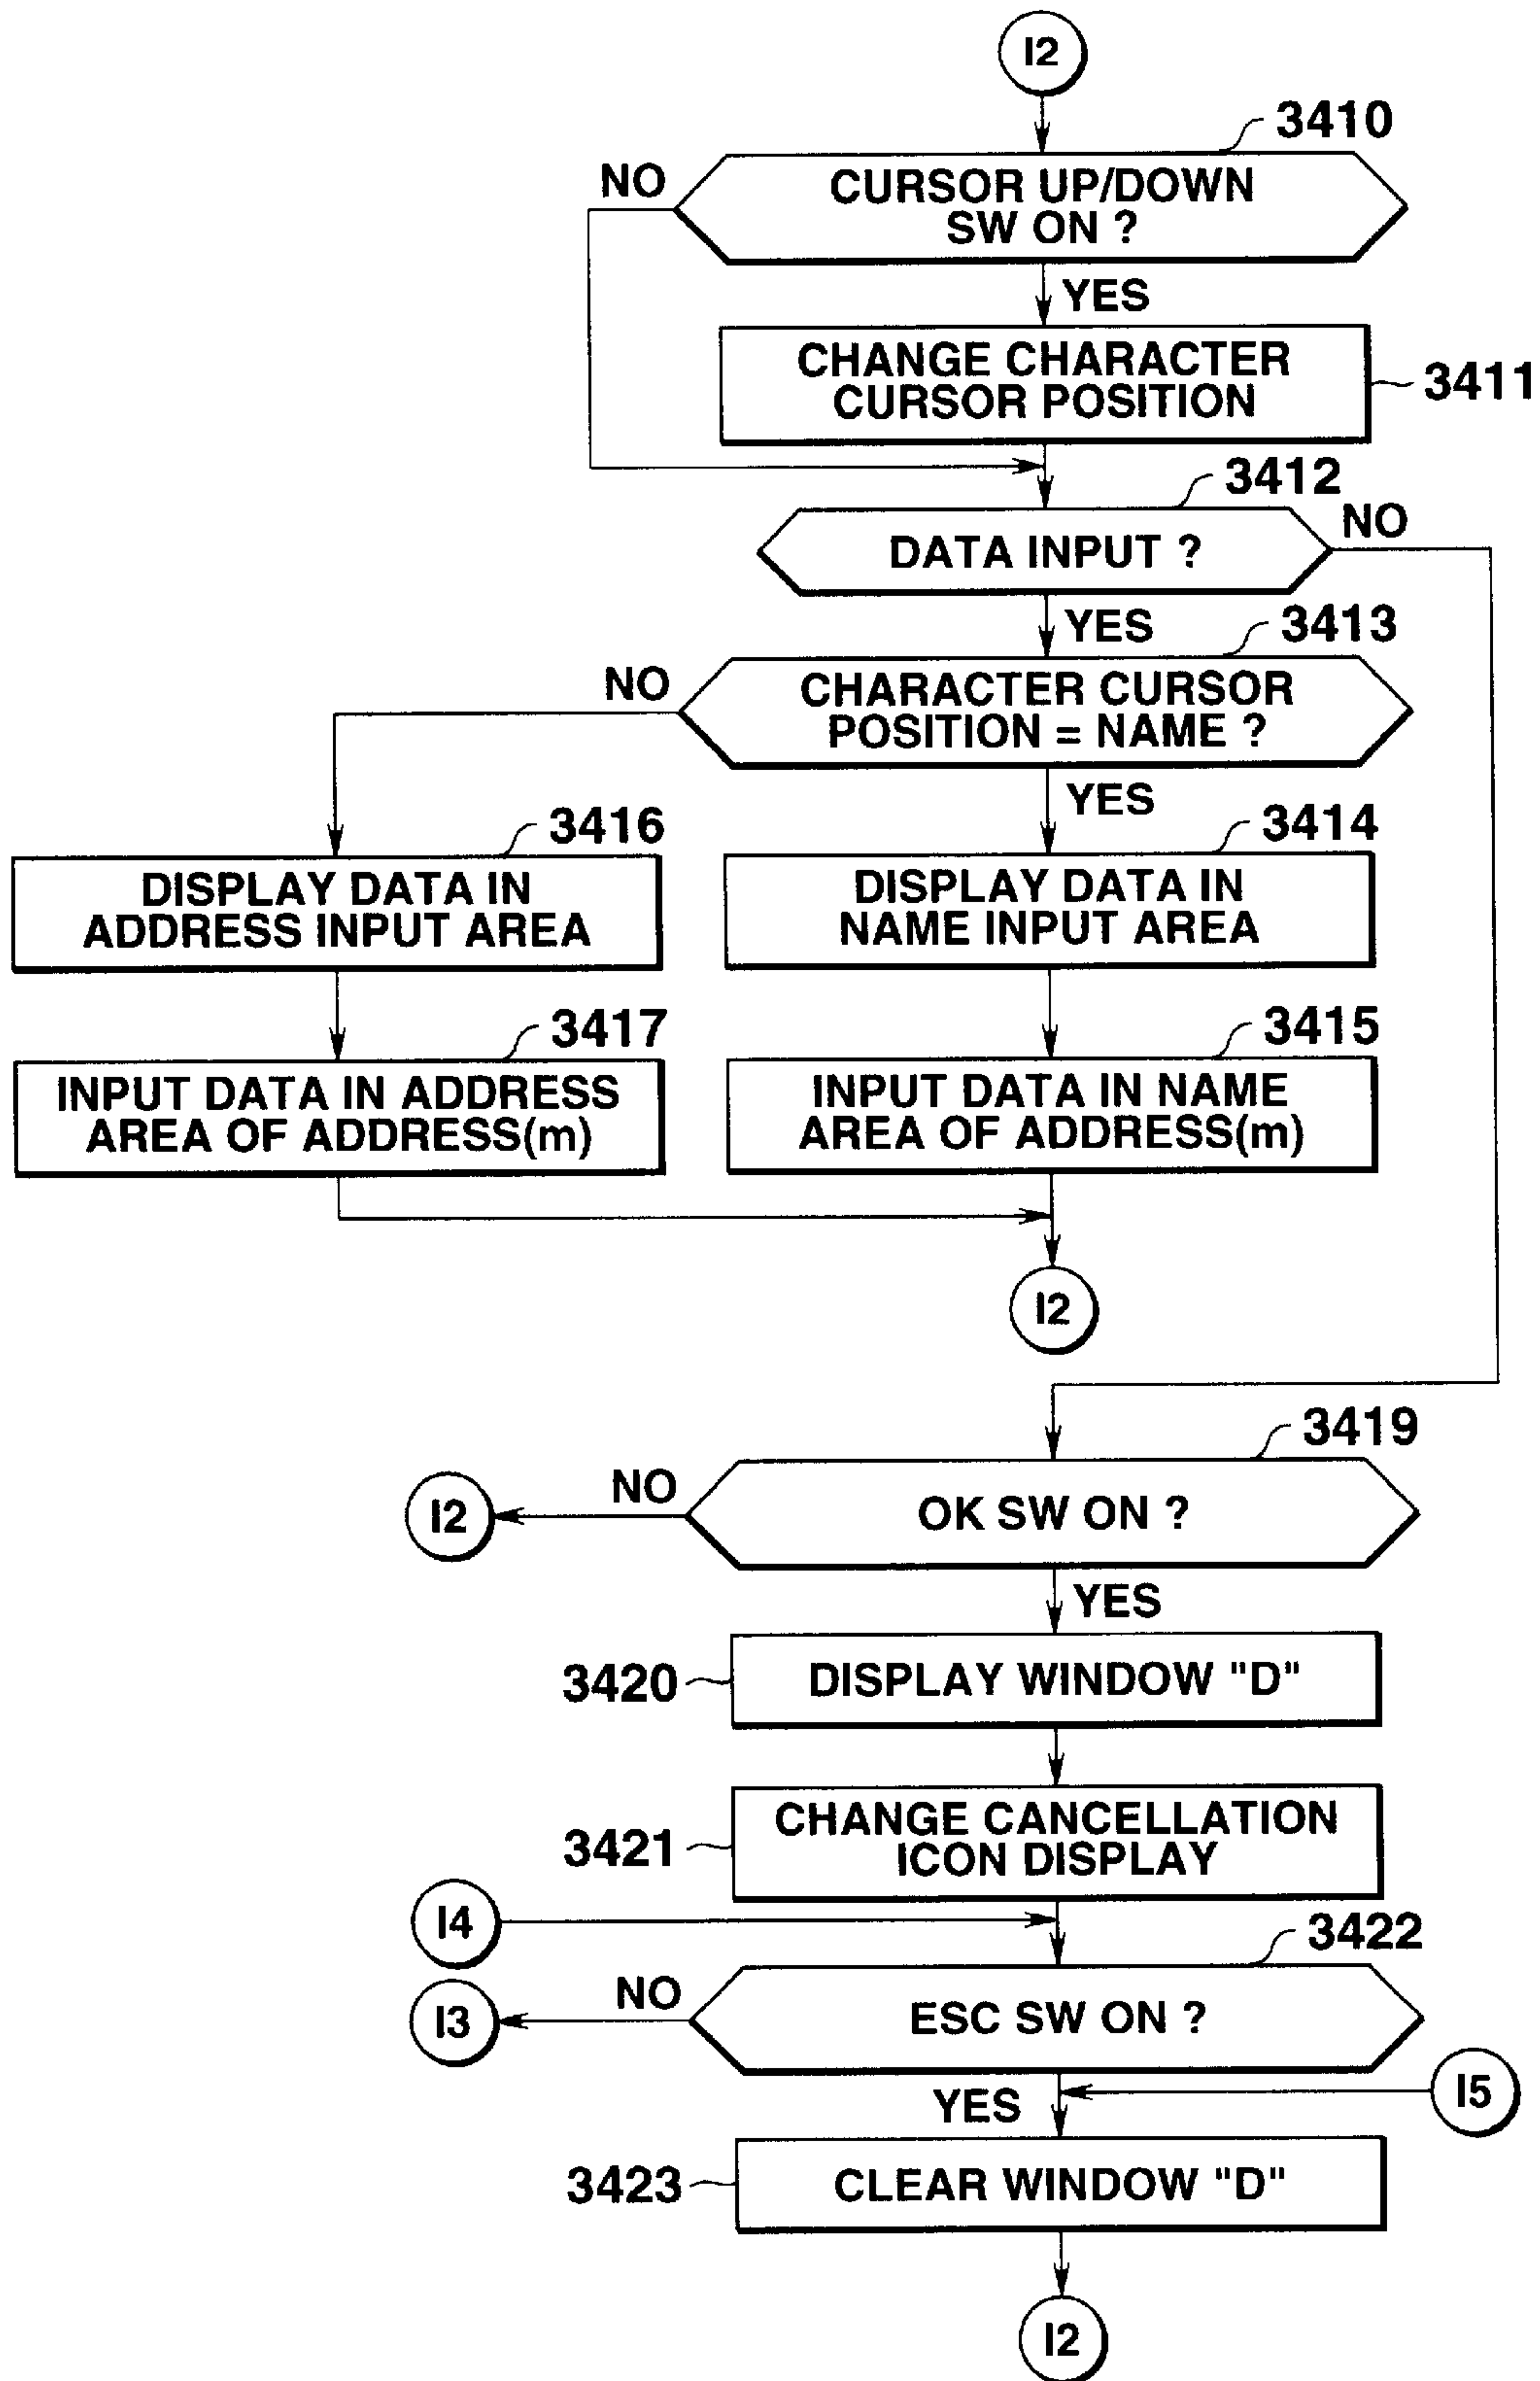 I2
3410
NO
CURSOR UP/DOWN
SW ON ?
YES
CHANGE CHARACTER
CURSOR POSITION
3411
3412
NO
DATA INPUT ?
YES
3413
NO
CHARACTER CURSOR
POSITION = NAME ?
YES
3416
3414
DISPLAY DATA IN
ADDRESS INPUT AREA
DISPLAY DATA IN
NAME INPUT AREA
3417
3415
INPUT DATA IN ADDRESS
AREA OF ADDRESS(m)
INPUT DATA IN NAME
AREA OF ADDRESS(m)
I2
3419
NO
I2
OK SW ON ?
YES
3420
DISPLAY WINDOW "D"
3421
CHANGE CANCELLATION
ICON DISPLAY
I4
3422
NO
I3
ESC SW ON ?
I5
YES
3423
CLEAR WINDOW "D"
I2